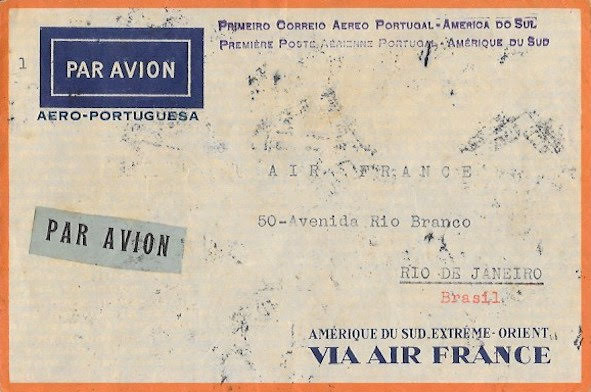 PRIMEIRO CORREIO AEREO PORTUGAL - AMERICA DO SUL
PREMIÈRE POSTE AÉRIENNE PORTUGAL - AMÉRIQUE DU SUD
1
PAR AVION
AERO-PORTUGUESA
AIR FRANCE
50-Avenida Rio Branco
PAR AVION
RIO DE JANEIRO
Brasil.
AMÉRIQUE DU SUD.EXTRÊME-ORIENT
VIA AIR FRANCE